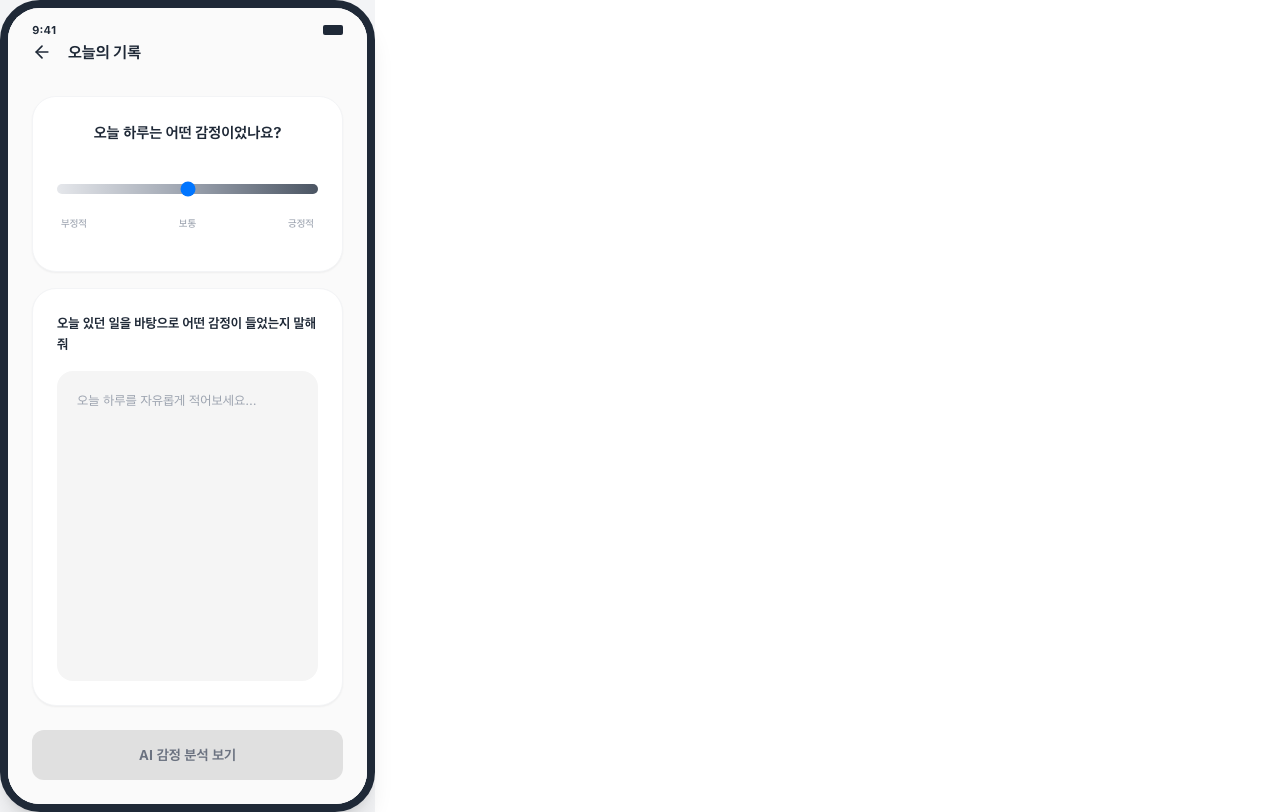 9:41
오늘의 기록
오늘 하루는 어떤 감정이었나요?
부정적 보통 긍정적
오늘 있던 일을 바탕으로 어떤 감정이 들었는지 말해
줘
오늘 하루를 자유롭게 적어보세요...
AI 감정 분석 보기